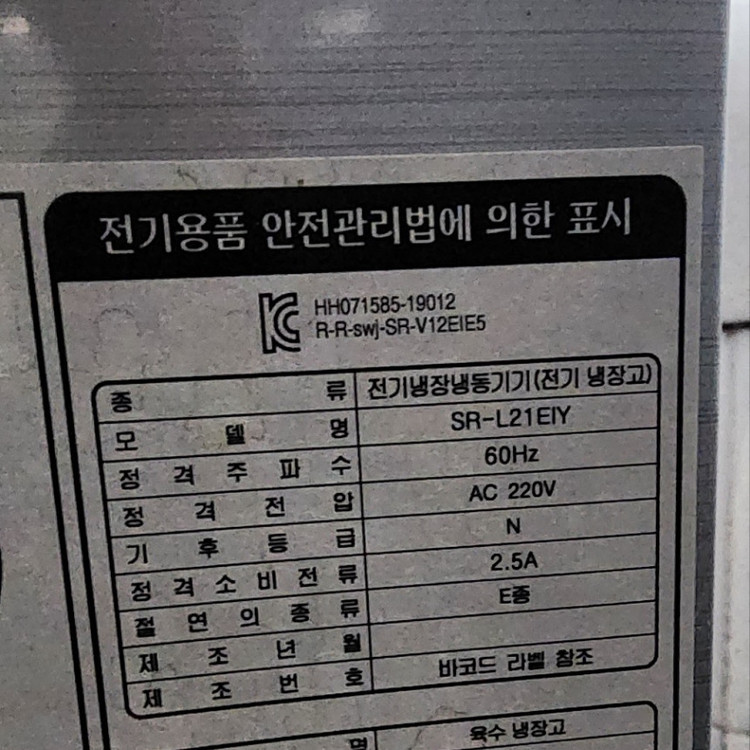 전기용품 안전관리법에 의한 표시
HH071585-19012
R-R-swj-SR-V12EIE5
종 류 전기냉장냉동기기(전기 냉장고)
모 델 명 SR-L21EIY
정 격 주 파 수 60Hz
정 격 전 압 AC 220V
기 후 등 급 N
정 격 소 비 전 류 2.5A
절 연 의 종 류 E종
제 조 년 월
제 조 번 호 바코드 라벨 참조
명 육수 냉장고